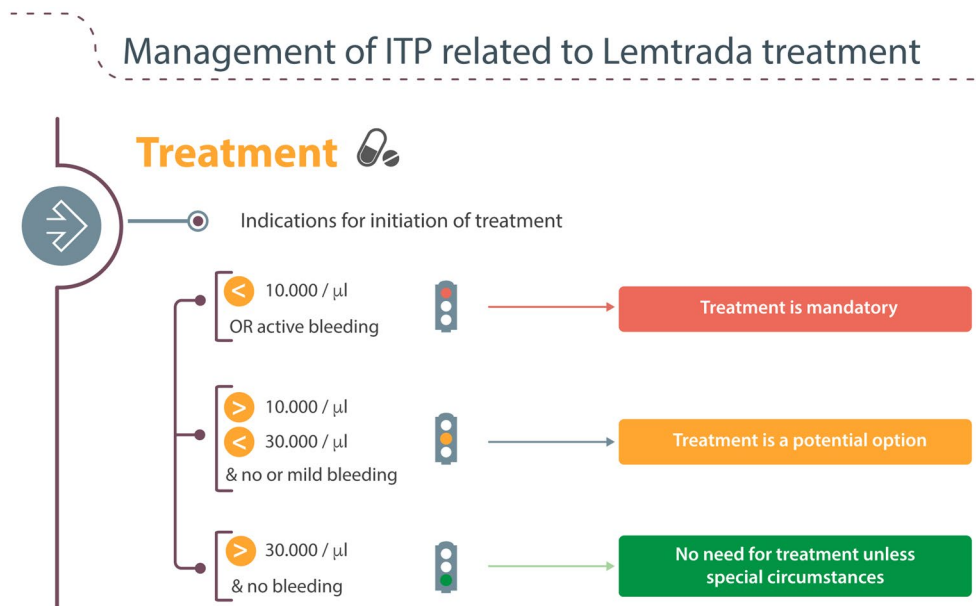 Management of ITP related to Lemtrada treatment
Treatment
Indications for initiation of treatment
< 10.000 / μl
OR active bleeding
Treatment is mandatory
> 10.000 / μl
< 30.000 / μl
& no or mild bleeding
Treatment is a potential option
> 30.000 / μl
& no bleeding
No need for treatment unless
special circumstances